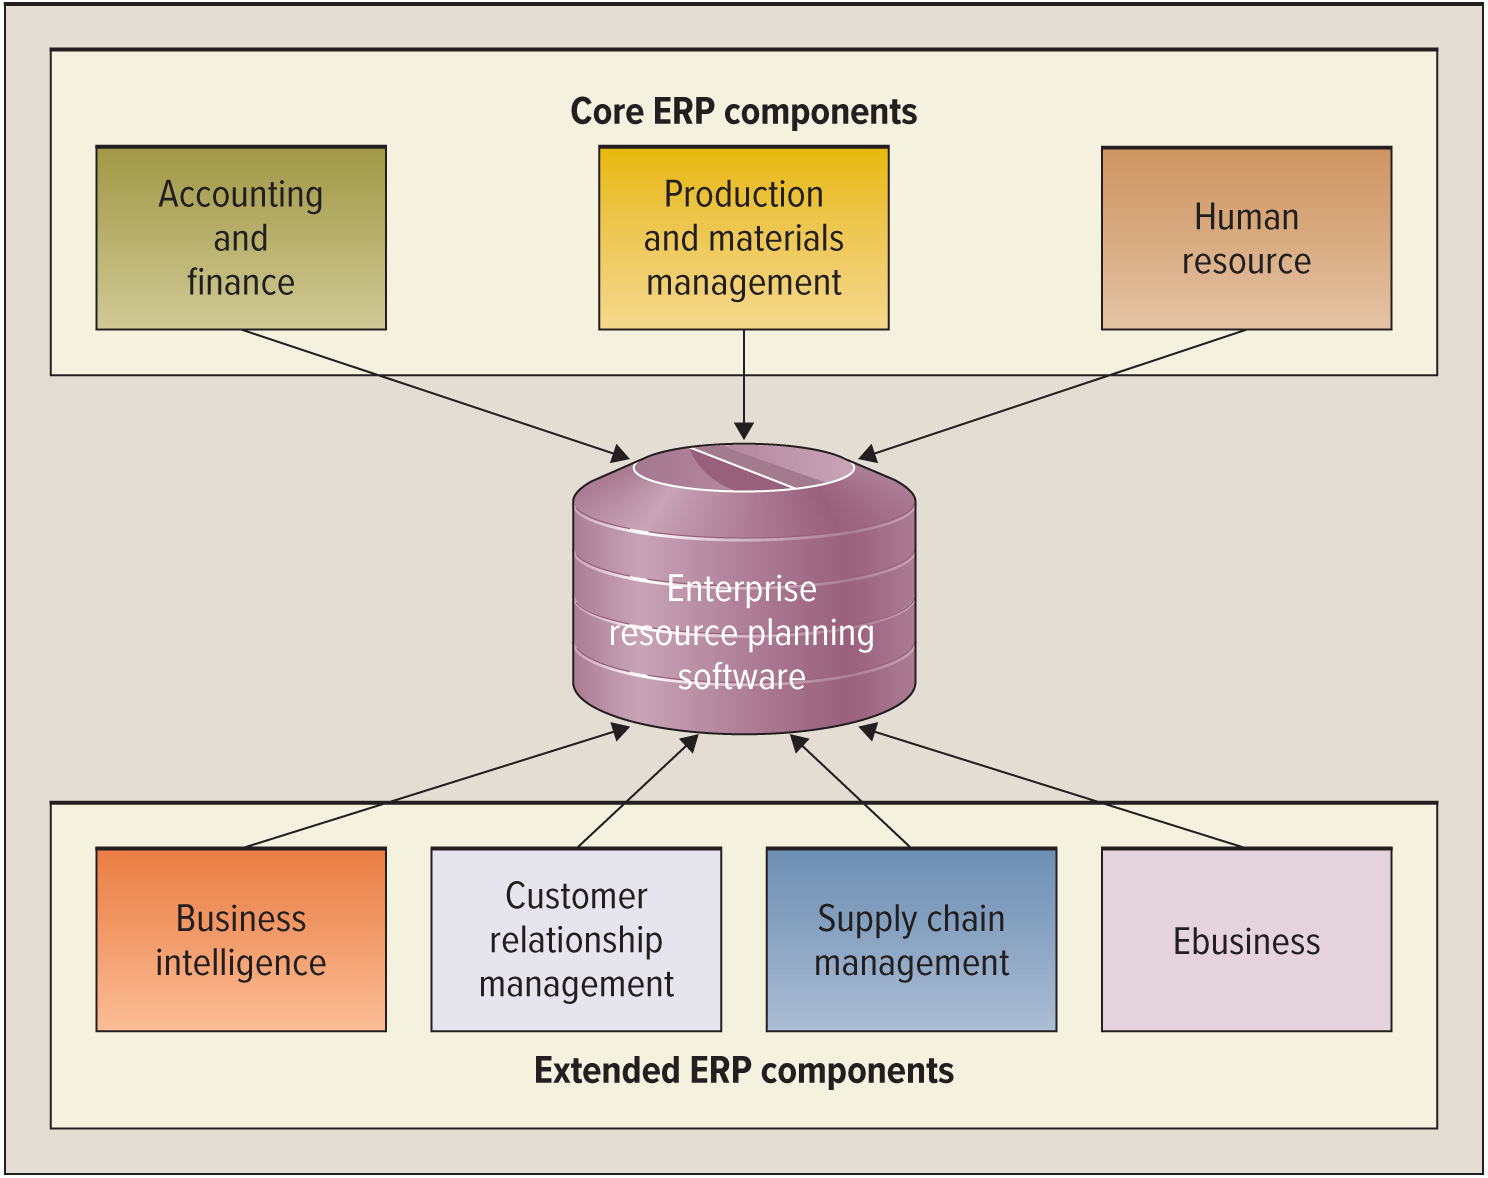 Core ERP components
Accounting
and
finance
Production
and materials
management
Human
resource
Enterprise
resource planning
software
Business
intelligence
Customer
relationship
management
Supply chain
management
Ebusiness
Extended ERP components